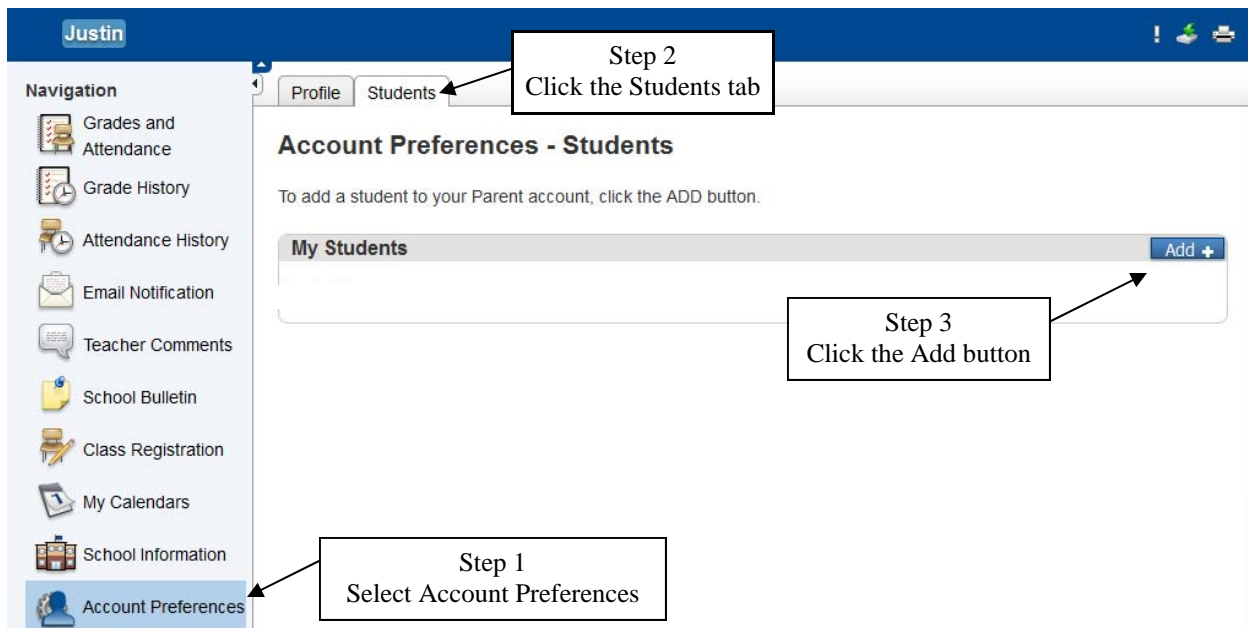 Justin
!
Step 2
Click the Students tab
Navigation
Profile
Students
Grades and
Attendance
Account Preferences - Students
Grade History
To add a student to your Parent account, click the ADD button.
Attendance History
My Students
Add +
Email Notification
Step 3
Click the Add button
Teacher Comments
School Bulletin
Class Registration
My Calendars
School Information
Step 1
Select Account Preferences
Account Preferences